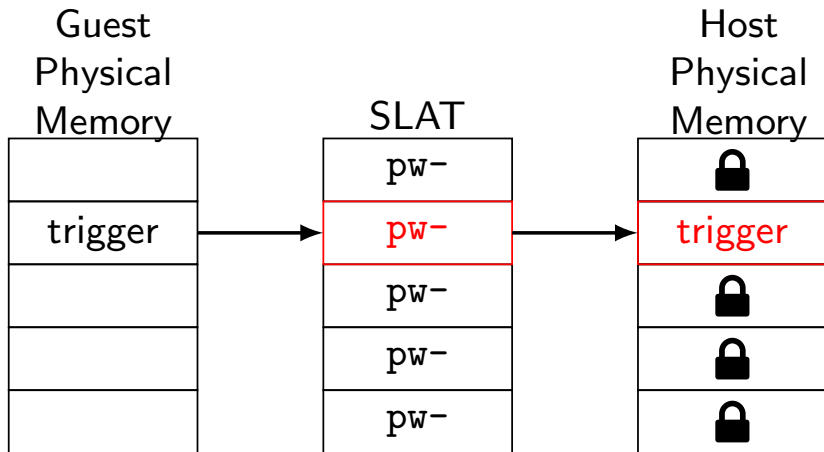 Guest
Physical
Memory
SLAT
Host
Physical
Memory
pw-
trigger
pw-
trigger
pw-
pw-
pw-